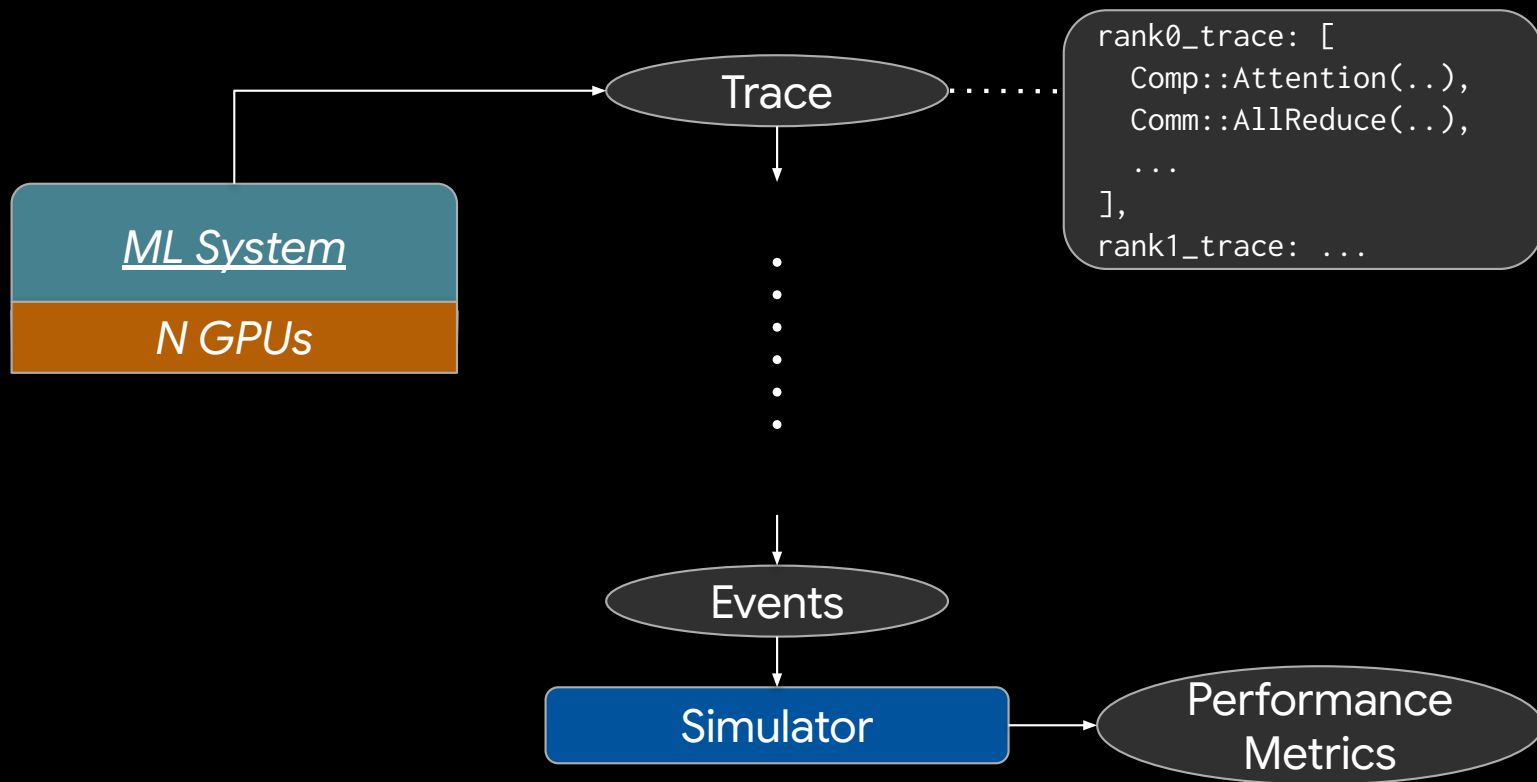 Trace
rank0_trace: [
Comp::Attention(..),
Comm::AllReduce(..),
...
],
rank1_trace: ...
ML System
N GPUs
Events
Simulator
Performance
Metrics